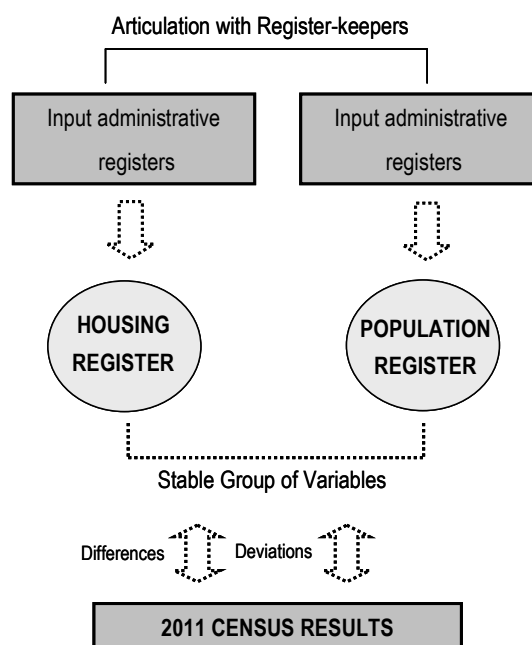 Articulation with Register-keepers
Input administrative
registers
Input administrative
registers
HOUSING
REGISTER
POPULATION
REGISTER
Stable Group of Variables
Differences
Deviations
2011 CENSUS RESULTS